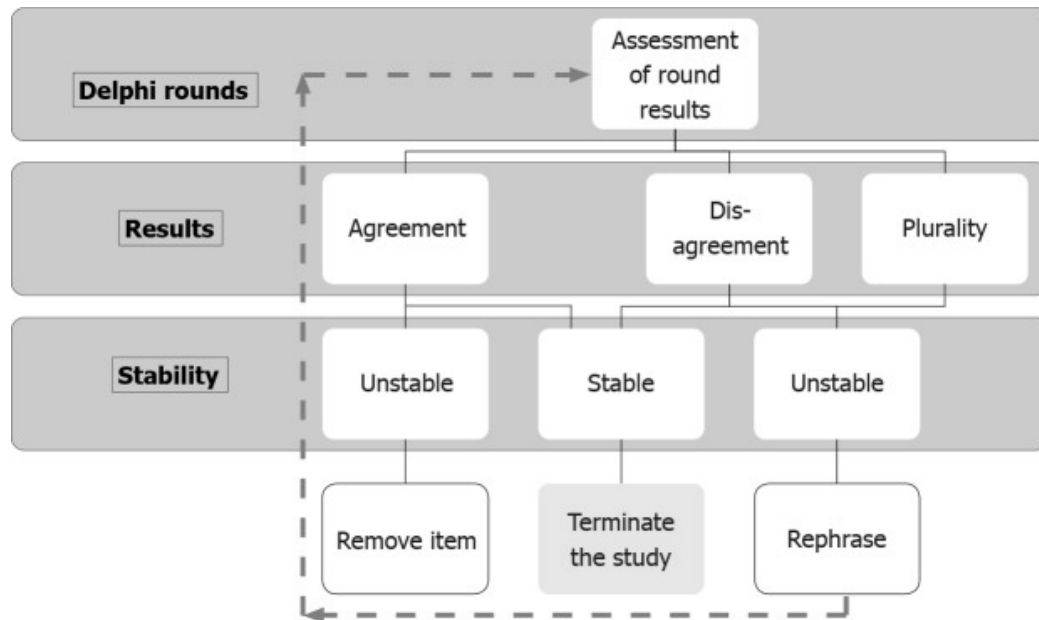 Delphi rounds
Assessment
of round
results
Results
Agreement
Dis-
agreement
Plurality
Stability
Unstable
Stable
Unstable
Remove item
Terminate
the study
Rephrase